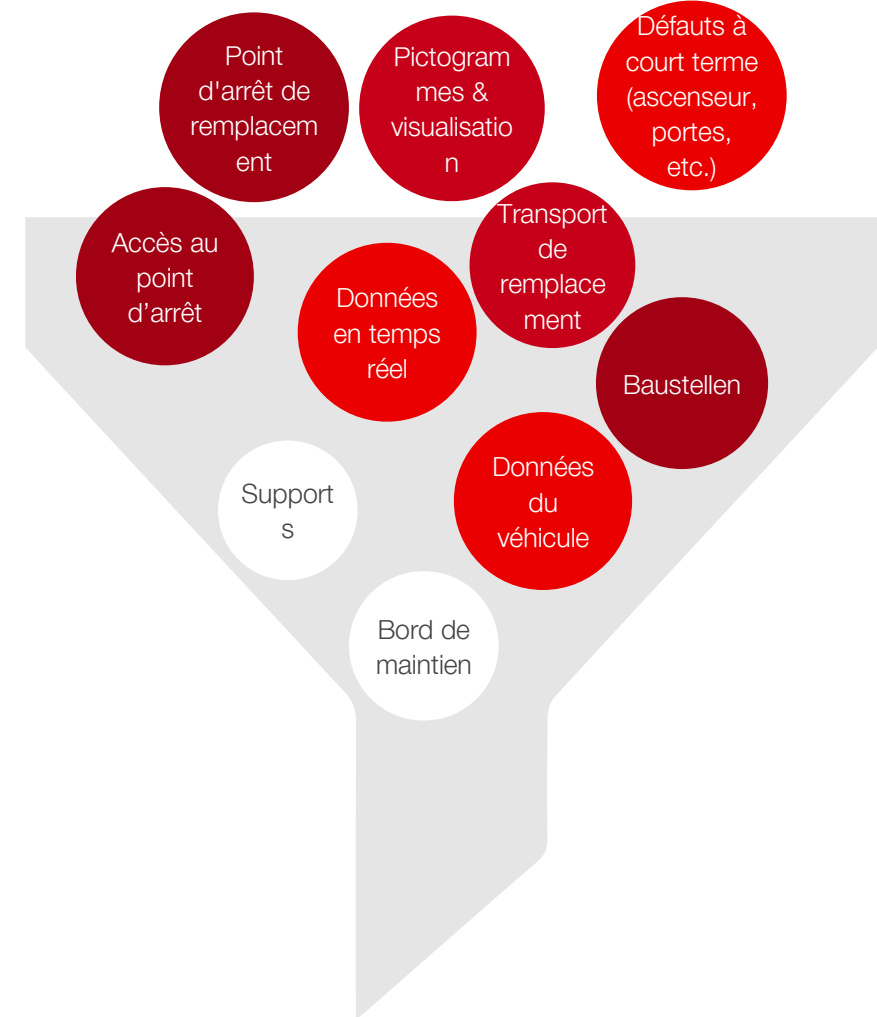 Point
d'arrêt de
remplacem
ent
Pictogram
mes &
visualisatio
n
Défauts à
court terme
(ascenseur,
portes,
etc.)
Accès au
point
d’arrêt
Transport
de
remplace
ment
Données
en temps
réel
Baustellen
Support
s
Données
du
véhicule
Bord de
maintien